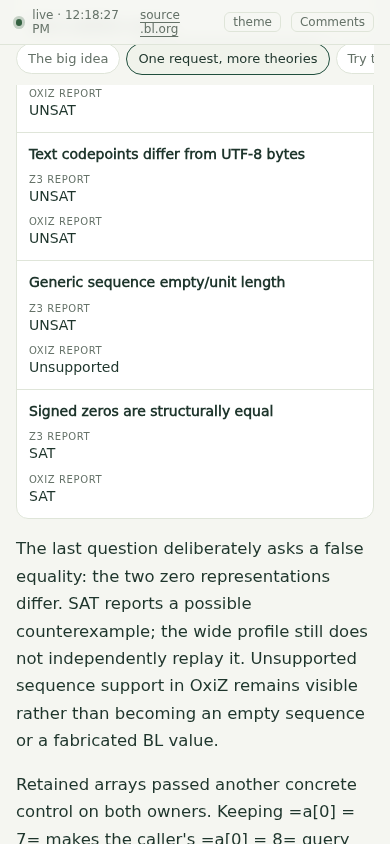 live · 12:18:27
PM
source
.bl.org
theme
Comments
The big idea
One request, more theories
Try t
OXIZ REPORT
UNSAT
Text codepoints differ from UTF-8 bytes
Z3 REPORT
UNSAT
OXIZ REPORT
UNSAT
Generic sequence empty/unit length
Z3 REPORT
UNSAT
OXIZ REPORT
Unsupported
Signed zeros are structurally equal
Z3 REPORT
SAT
OXIZ REPORT
SAT
The last question deliberately asks a false
equality: the two zero representations
differ. SAT reports a possible
counterexample; the wide profile still does
not independently replay it. Unsupported
sequence support in OxiZ remains visible
rather than becoming an empty sequence
or a fabricated BL value.
Retained arrays passed another concrete
control on both owners. Keeping =a[0] =
7= makes the caller's =a[0] = 8= query